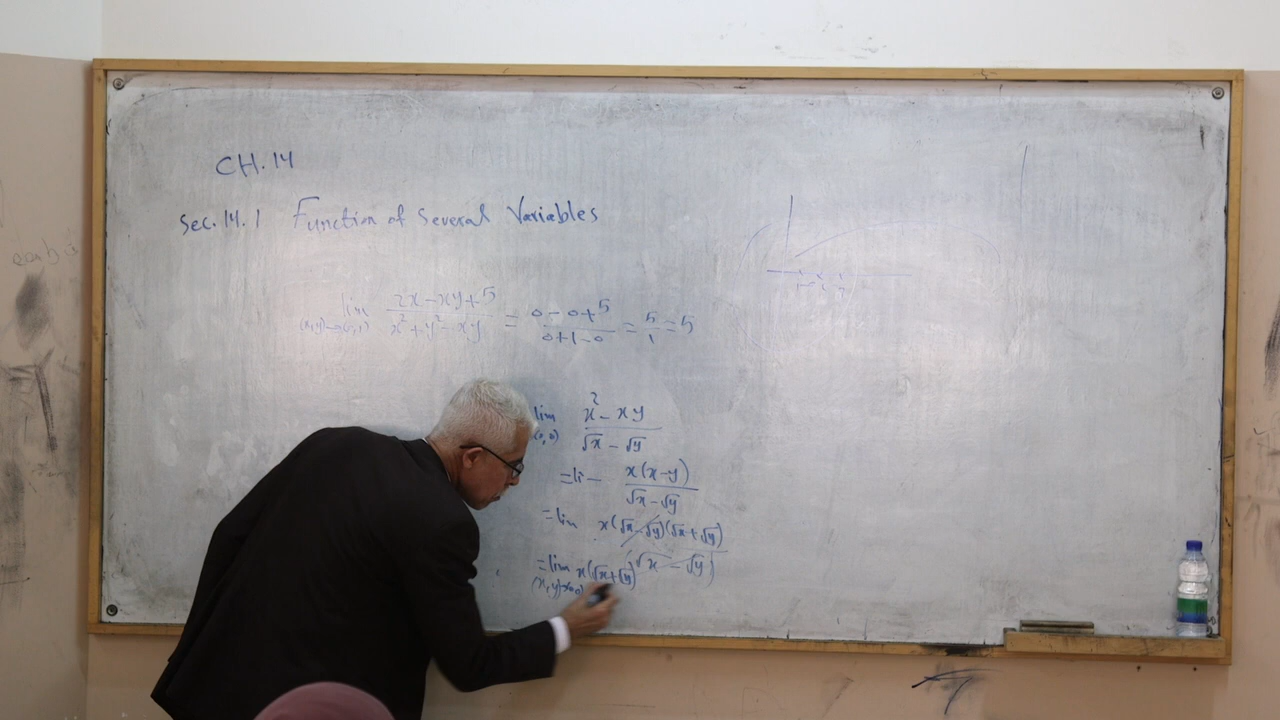 CH. 14
Sec. 14.1 Function of Several Variables
lim (x,y)→(0,1) (2x - xy + 5) / (x² + y² - xy) = (0 - 0 + 5) / (0 + 1 - 0) = 5/1 = 5
lim (0,0) (x² - xy) / (√x - √y)
= li- x(x-y) / (√x - √y)
= lim x(√x - √y)(√x + √y) / (√x - √y)
= lim (x,y)→(0,0) x(√x + √y)